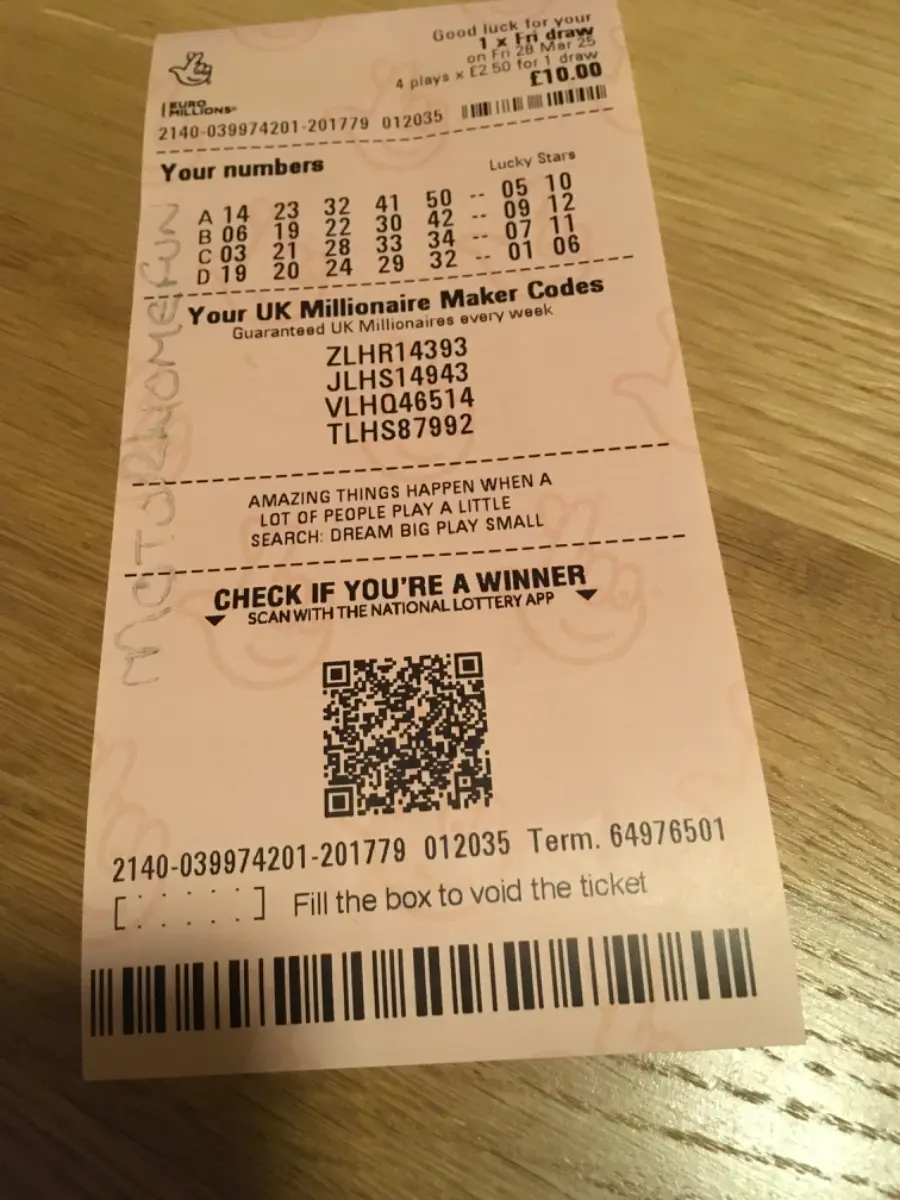 Good luck for your
1 x Fri draw
on Fri 28 Mar 25
4 plays x £2.50 for 1 draw
£10.00
EURO
MILLIONS
2140-039974201-201779 012035
Your numbers
Lucky Stars
A 14 23 32 41 50 -- 05 10
B 06 19 22 30 42 -- 09 12
C 03 21 28 33 34 -- 07 11
D 19 20 24 29 32 -- 01 06
Your UK Millionaire Maker Codes
Guaranteed UK Millionaires every week
ZLHR14393
JLHS14943
VLHQ46514
TLHS87992
AMAZING THINGS HAPPEN WHEN A
LOT OF PEOPLE PLAY A LITTLE
SEARCH: DREAM BIG PLAY SMALL
CHECK IF YOU'RE A WINNER
SCAN WITH THE NATIONAL LOTTERY APP
2140-039974201-201779 012035 Term. 64976501
Fill the box to void the ticket
MOTORHOME FUN